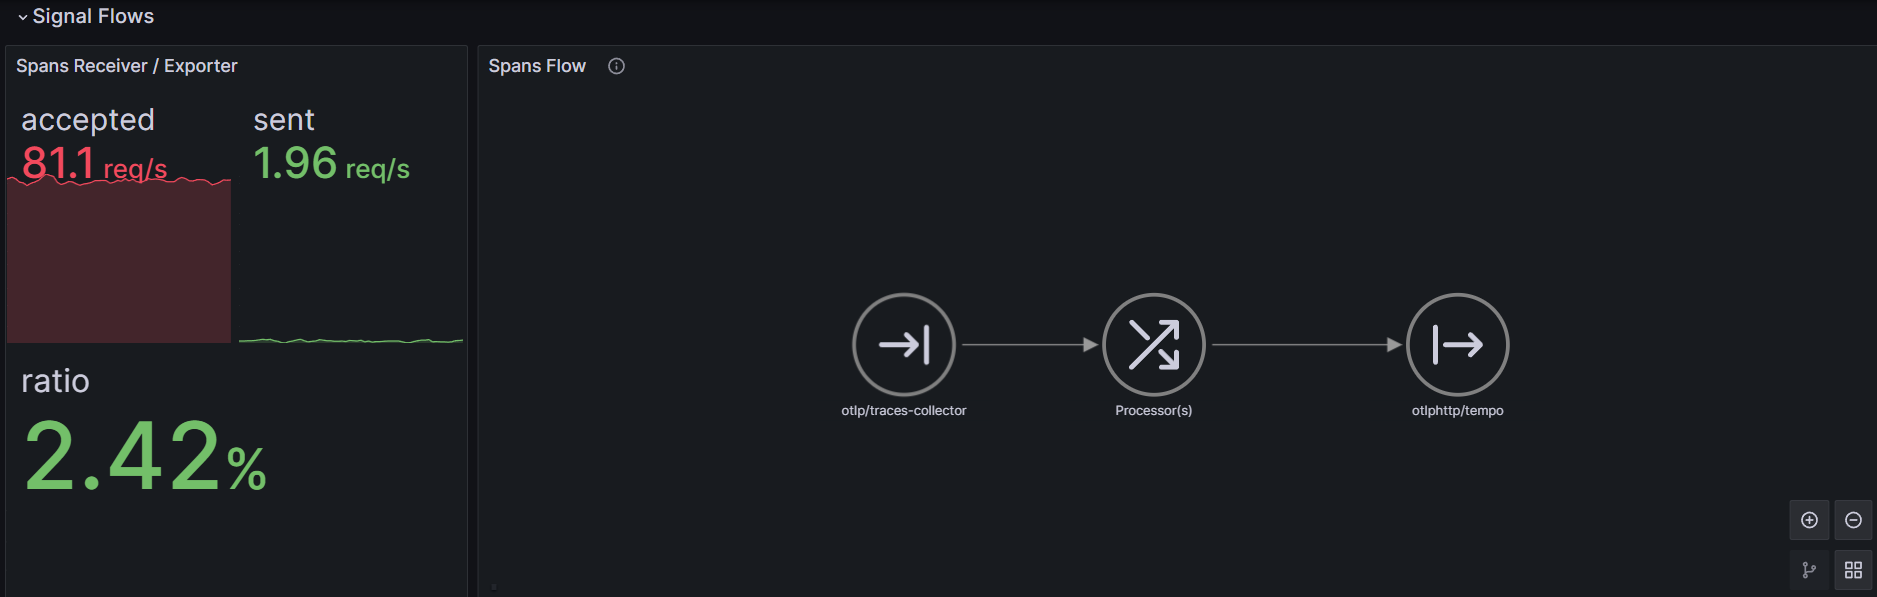 Signal Flows
Spans Receiver / Exporter
accepted
81.1 req/s
sent
1.96 req/s
ratio
2.42%
Spans Flow
otlp/traces-collector
Processor(s)
otlphttp/tempo